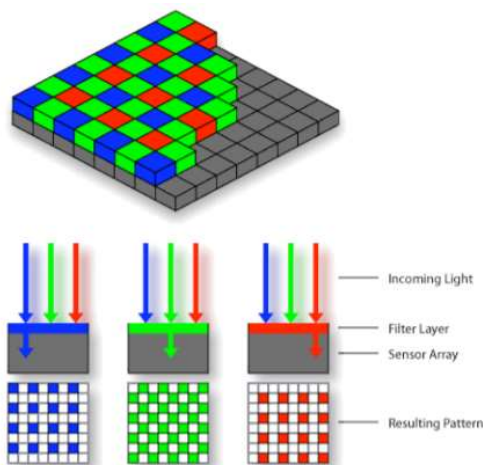 Incoming Light
Filter Layer
Sensor Array
Resulting Pattern